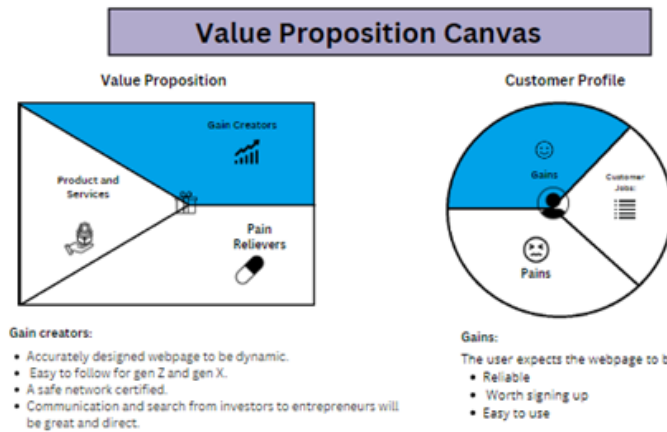 Value Proposition Canvas
Value Proposition
Customer Profile
Gain Creators
Product and
Services
Pain
Relievers
Gains
Customer
Jobs:
Pains
Gain creators:
• Accurately designed webpage to be dynamic.
• Easy to follow for gen Z and gen X.
• A safe network certified.
• Communication and search from investors to entrepreneurs will
be great and direct.
Gains:
The user expects the webpage to b
• Reliable
• Worth signing up
• Easy to use